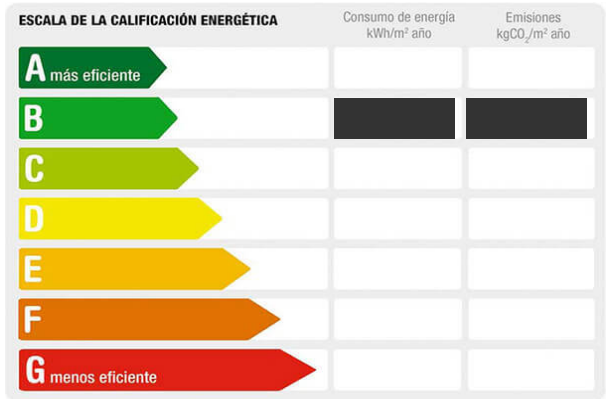 ESCALA DE LA CALIFICACIÓN ENERGÉTICA
Consumo de energía
kWh/m² año
Emisiones
kgCO₂/m² año
A más eficiente
B
C
D
E
F
G menos eficiente